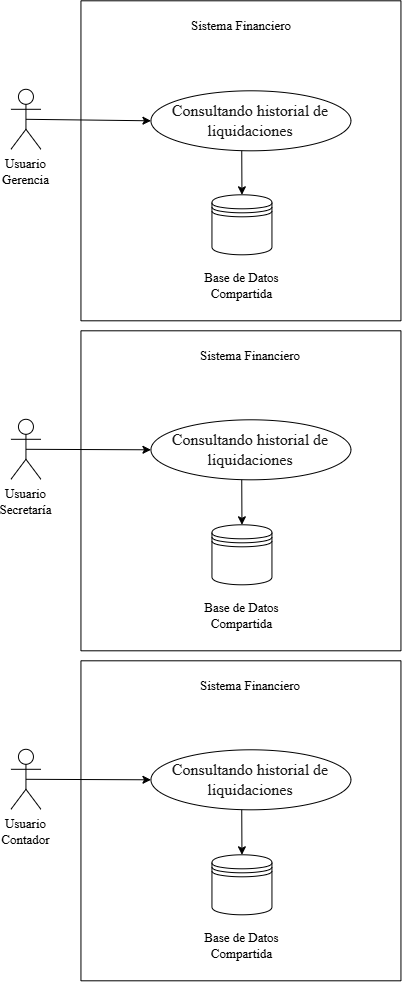 Sistema Financiero
Consultando historial de
liquidaciones
Usuario
Gerencia
Base de Datos
Compartida
Sistema Financiero
Consultando historial de
liquidaciones
Usuario
Secretaría
Base de Datos
Compartida
Sistema Financiero
Consultando historial de
liquidaciones
Usuario
Contador
Base de Datos
Compartida